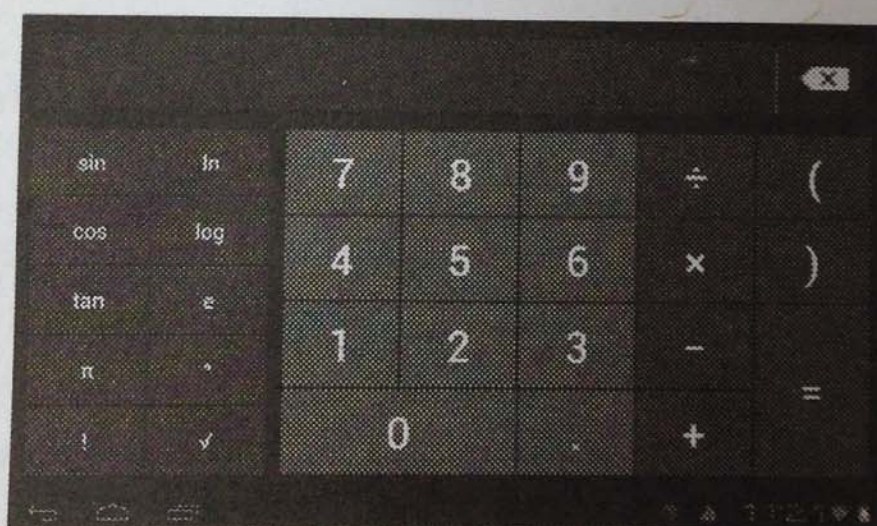 sin ln 7 8 9 ÷ (
cos log 4 5 6 × )
tan e 1 2 3 −
π ^ =
! √ 0 . +